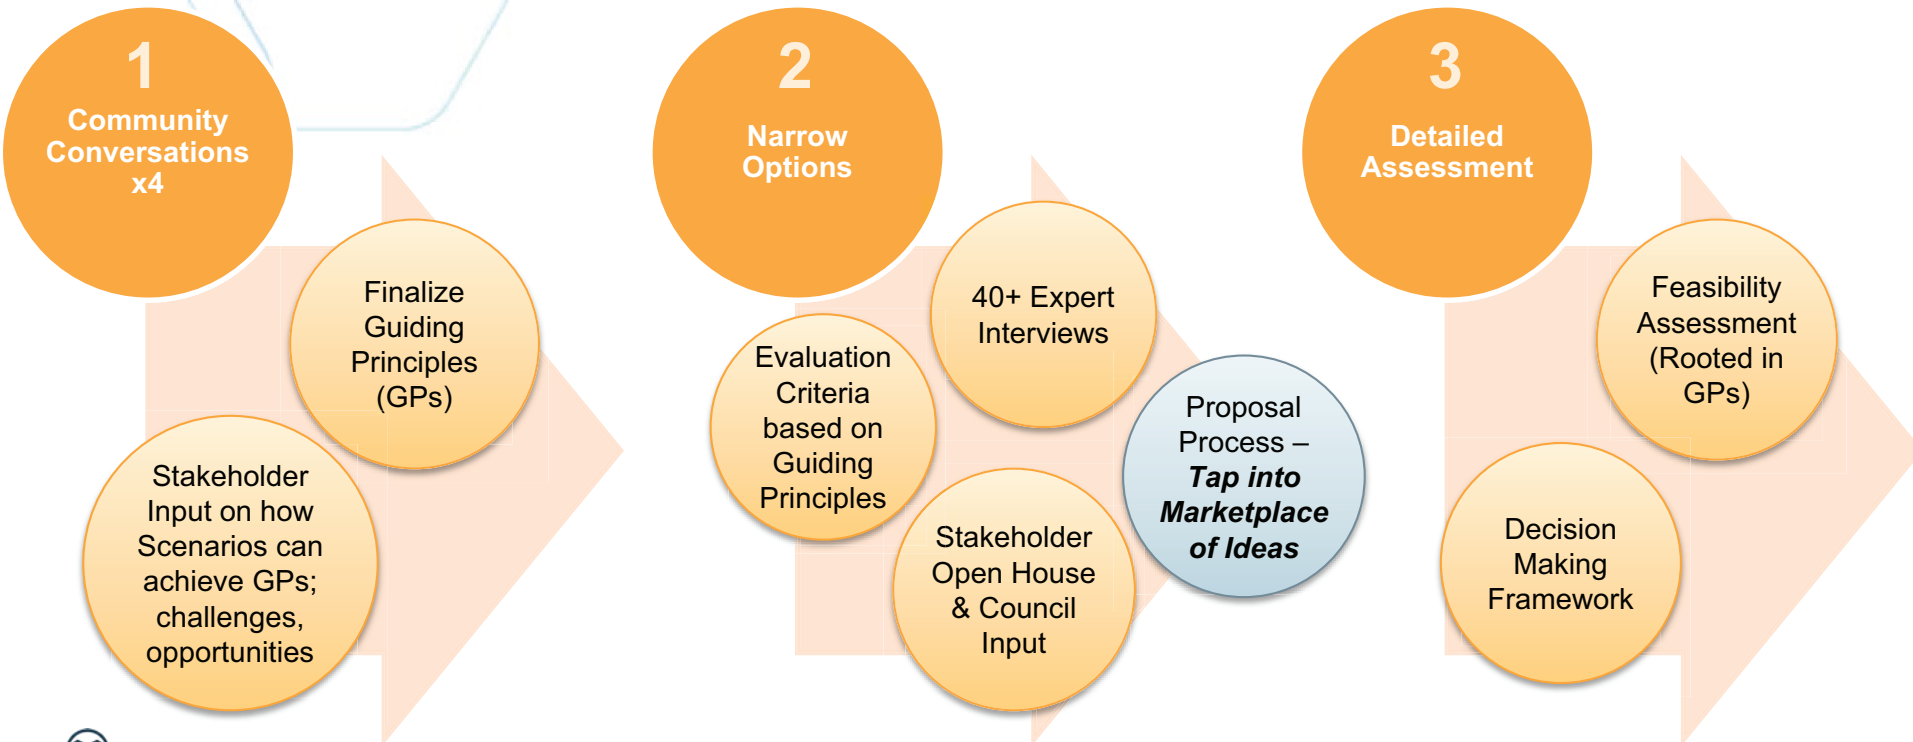 1
Community
Conversations
x4
Finalize
Guiding
Principles
(GPs)
Stakeholder
Input on how
Scenarios can
achieve GPs;
challenges,
opportunities
2
Narrow
Options
40+ Expert
Interviews
Evaluation
Criteria
based on
Guiding
Principles
Stakeholder
Open House
& Council
Input
Proposal
Process –
Tap into
Marketplace
of Ideas
3
Detailed
Assessment
Feasibility
Assessment
(Rooted in
GPs)
Decision
Making
Framework